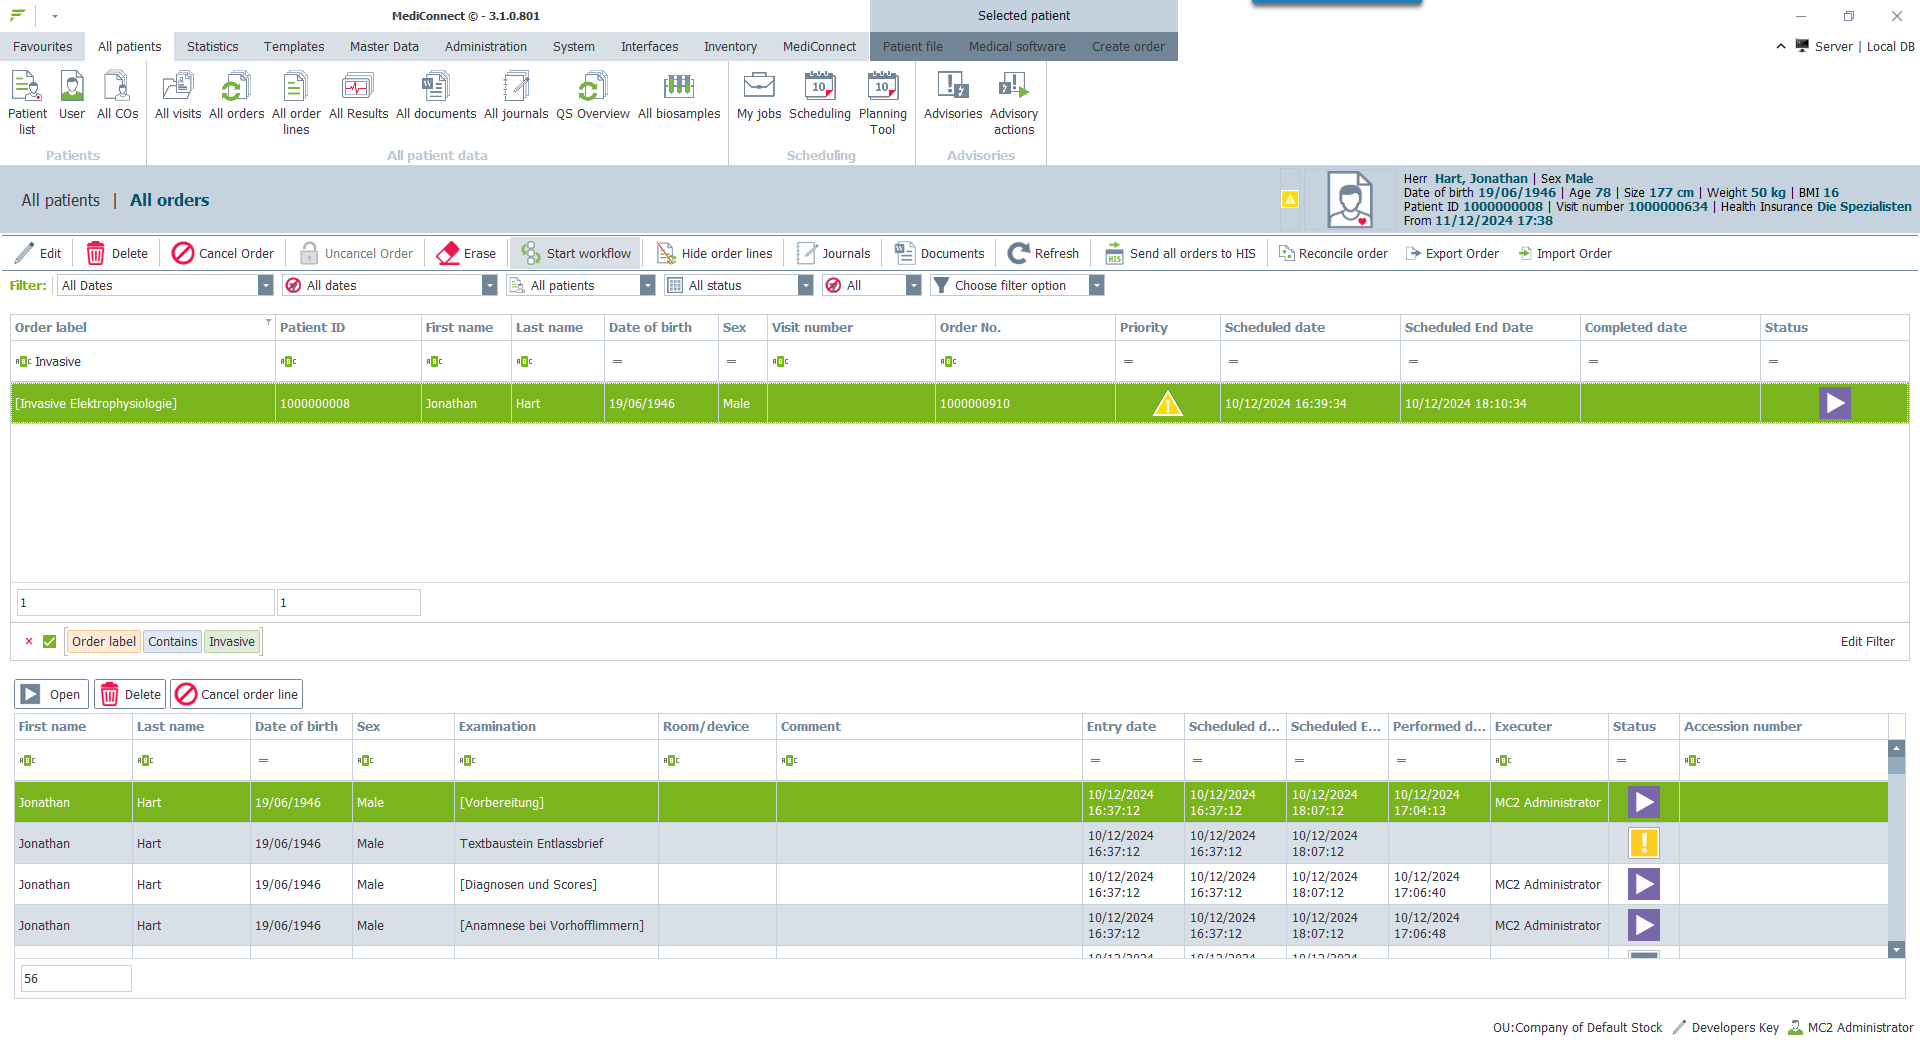 MediConnect © - 3.1.0.801
Selected patient
Favourites All patients Statistics Templates Master Data Administration System Interfaces Inventory MediConnect Patient file Medical software Create order
Server | Local DB
Patient list User All COs All visits All orders All order lines All Results All documents All journals QS Overview All biosamples My jobs Scheduling Planning Tool Advisories Advisory actions
Patients All patient data Scheduling Advisories
All patients | All orders
Herr Hart, Jonathan | Sex Male
Date of birth 19/06/1946 | Age 78 | Size 177 cm | Weight 50 kg | BMI 16
Patient ID 1000000008 | Visit number 1000000634 | Health Insurance Die Spezialisten
From 11/12/2024 17:38
Edit Delete Cancel Order Uncancel Order Erase Start workflow Hide order lines Journals Documents Refresh Send all orders to HIS Reconcile order Export Order Import Order
Filter: All Dates All dates All patients All status All Choose filter option
Order label Patient ID First name Last name Date of birth Sex Visit number Order No. Priority Scheduled date Scheduled End Date Completed date Status
Invasive = = = = = = =
[Invasive Elektrophysiologie] 1000000008 Jonathan Hart 19/06/1946 Male 1000000910 10/12/2024 16:39:34 10/12/2024 18:10:34
1 1
Order label Contains Invasive Edit Filter
Open Delete Cancel order line
First name Last name Date of birth Sex Examination Room/device Comment Entry date Scheduled d... Scheduled E... Performed d... Executer Status Accession number
= = = = = =
Jonathan Hart 19/06/1946 Male [Vorbereitung] 10/12/2024 16:37:12 10/12/2024 16:37:12 10/12/2024 18:07:12 10/12/2024 17:04:13 MC2 Administrator
Jonathan Hart 19/06/1946 Male Textbaustein Entlassbrief 10/12/2024 16:37:12 10/12/2024 16:37:12 10/12/2024 18:07:12
Jonathan Hart 19/06/1946 Male [Diagnosen und Scores] 10/12/2024 16:37:12 10/12/2024 16:37:12 10/12/2024 18:07:12 10/12/2024 17:06:40 MC2 Administrator
Jonathan Hart 19/06/1946 Male [Anamnese bei Vorhofflimmern] 10/12/2024 16:37:12 10/12/2024 16:37:12 10/12/2024 18:07:12 10/12/2024 17:06:48 MC2 Administrator
56
OU:Company of Default Stock Developers Key MC2 Administrator